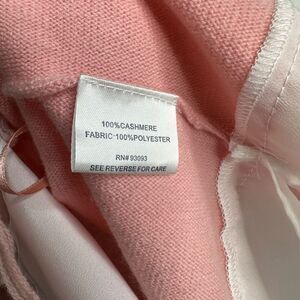 100%CASHMERE
FABRIC:100%POLYESTER
RN# 93093
SEE REVERSE FOR CARE